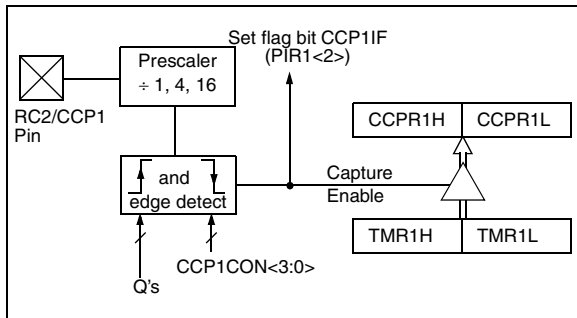 Set flag bit CCP1IF
(PIR1<2>)
Prescaler
÷ 1, 4, 16
RC2/CCP1
Pin
CCPR1H
CCPR1L
and
edge detect
Capture
Enable
TMR1H
TMR1L
CCP1CON<3:0>
Q's